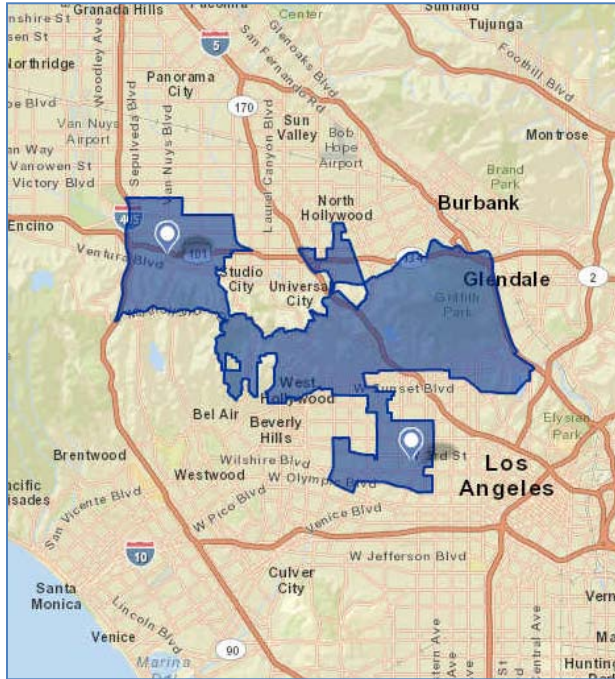 Granada Hills
Center
Sunland
Tujunga
Woodley Ave
5
Glenoaks Blvd
San Fernando Rd
Foothill Blvd
Northridge
Panorama
City
Sepulveda Blvd
Van Nuys Blvd
170
Laurel Canyon Blvd
Sun
Valley
Van Nuys
Airport
Bob
Hope
Airport
Montrose
Vanowen St
Victory Blvd
Brand
Park
North
Hollywood
Burbank
Encino
405
Ventura Blvd
101
Studio
City
Universal
City
134
Glendale
Griffith
Park
2
West
Hollywood
W Sunset Blvd
Bel Air
Beverly
Hills
Elysian
Park
Brentwood
Wilshire Blvd
3rd St
Los
Angeles
Westwood
W Olympic Blvd
Pacific
Palisades
San Vicente Blvd
W Pico Blvd
Venice Blvd
10
W Jefferson Blvd
Culver
City
Santa
Monica
Lincoln Blvd
Venice
90
Marina